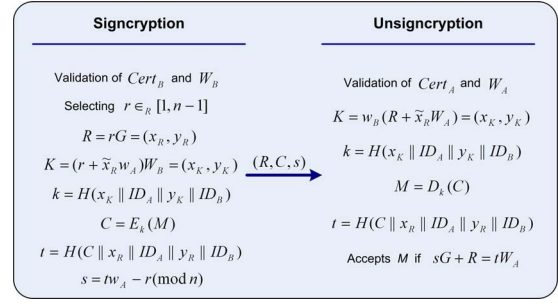 Signcryption
Validation of Cert_B and W_B
Selecting r ∈_R [1, n − 1]
R = rG = (x_R, y_R)
K = (r + x̃_R w_A)W_B = (x_K, y_K)
k = H(x_K || ID_A || y_K || ID_B)
C = E_k(M)
t = H(C || x_R || ID_A || y_R || ID_B)
s = tw_A − r(mod n)
(R, C, s)
Unsigncryption
Validation of Cert_A and W_A
K = w_B(R + x̃_R W_A) = (x_K, y_K)
k = H(x_K || ID_A || y_K || ID_B)
M = D_k(C)
t = H(C || x_R || ID_A || y_R || ID_B)
Accepts M if sG + R = tW_A